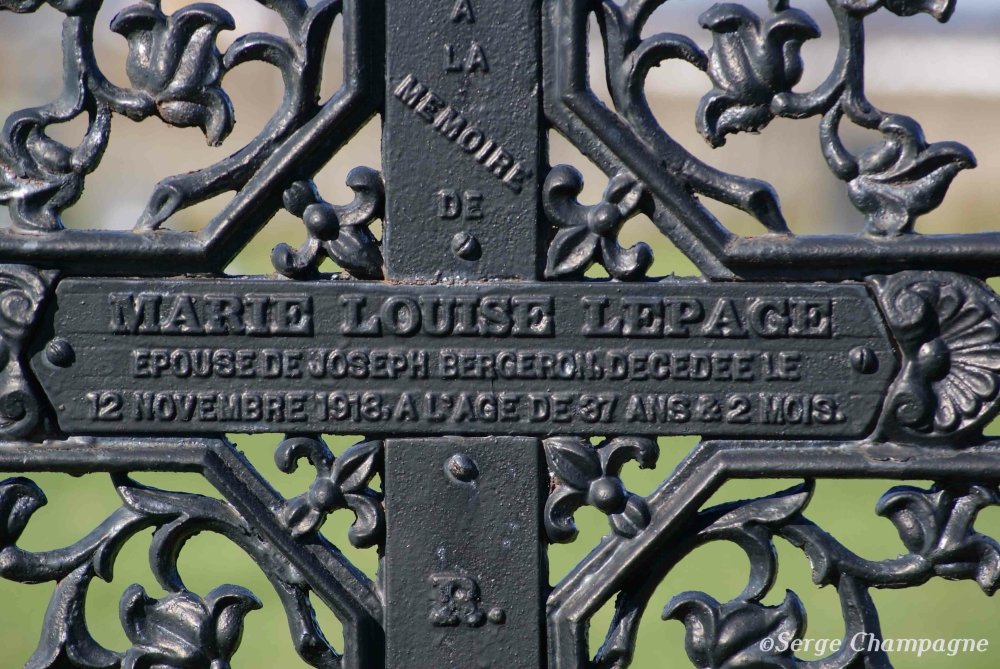 A
LA
MEMOIRE
DE
MARIE LOUISE LEPAGE
EPOUSE DE JOSEPH BERGERON, DECEDEE LE
12 NOVEMBRE 1918, A L'AGE DE 37 ANS & 2 MOIS.
R.
©Serge Champagne